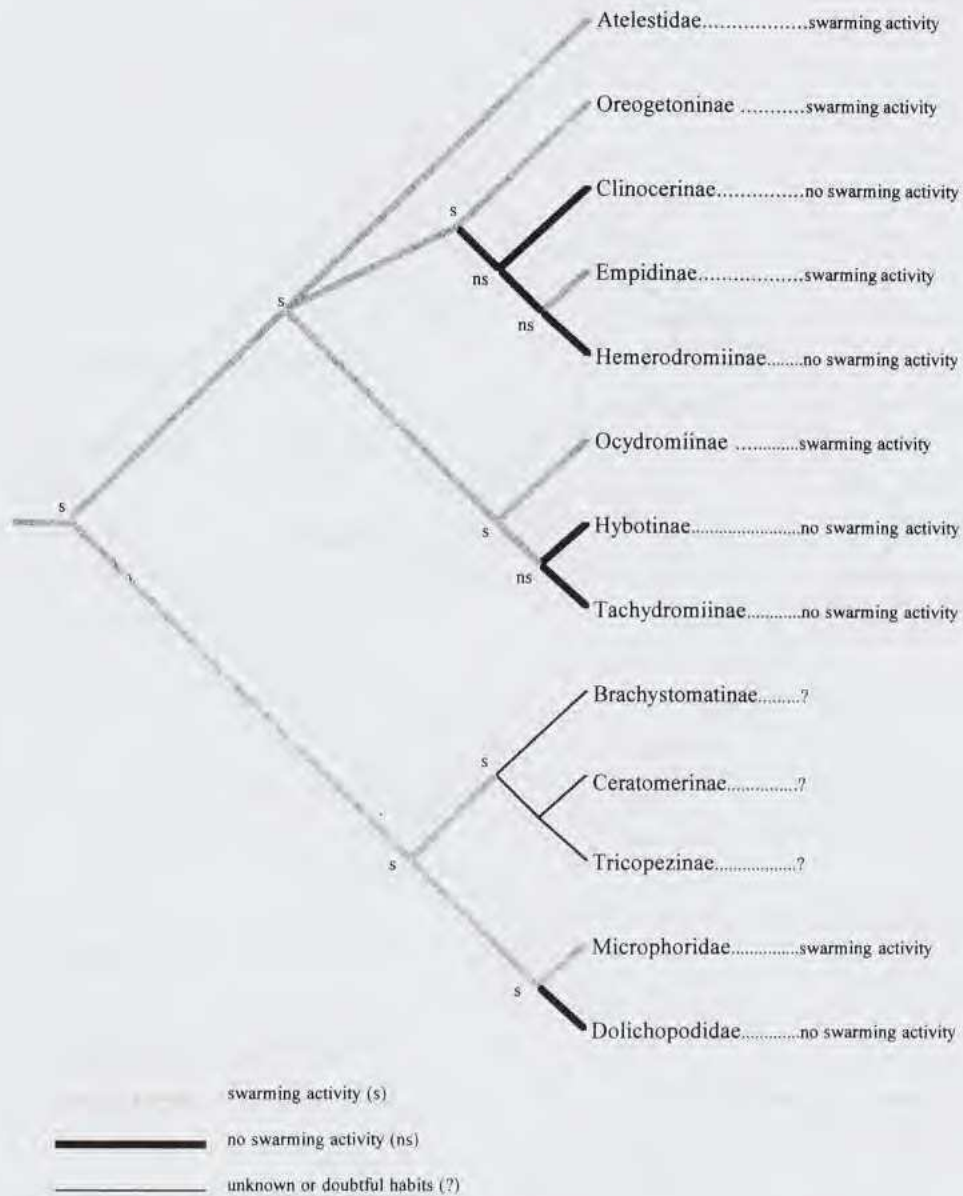 Atelestidae..................swarming activity
s
Oreogetoninae ...........swarming activity
Clinocerinae................no swarming activity
s
ns
Empidinae...................swarming activity
ns
Hemerodromiinae........no swarming activity
s
Ocydromiinae .............swarming activity
s
Hybotinae.....................no swarming activity
ns
Tachydromiinae...........no swarming activity
s
Brachystomatinae.........?
s
Ceratomerinae...............?
Tricopezinae..................?
s
Microphoridae...............swarming activity
s
Dolichopodidae............no swarming activity
swarming activity (s)
no swarming activity (ns)
unknown or doubtful habits (?)